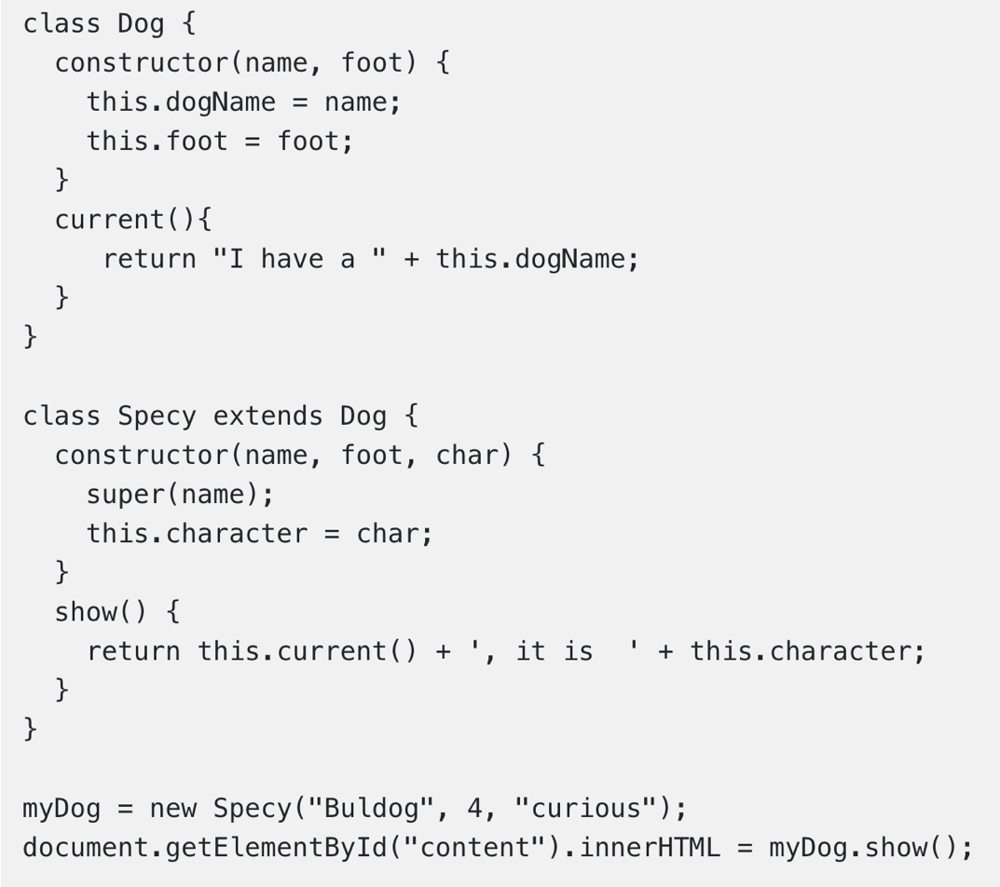 class Dog {
  constructor(name, foot) {
    this.dogName = name;
    this.foot = foot;
  }
  current(){
     return "I have a " + this.dogName;
  }
}

class Specy extends Dog {
  constructor(name, foot, char) {
    super(name);
    this.character = char;
  }
  show() {
    return this.current() + ', it is  ' + this.character;
  }
}

myDog = new Specy("Buldog", 4, "curious");
document.getElementById("content").innerHTML = myDog.show();